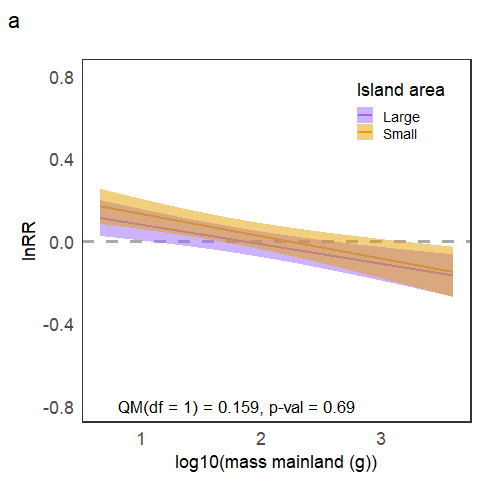 a
Island area
Large
Small
0.8
0.4
0.0
-0.4
-0.8
lnRR
QM(df = 1) = 0.159, p-val = 0.69
1 2 3
log10(mass mainland (g))